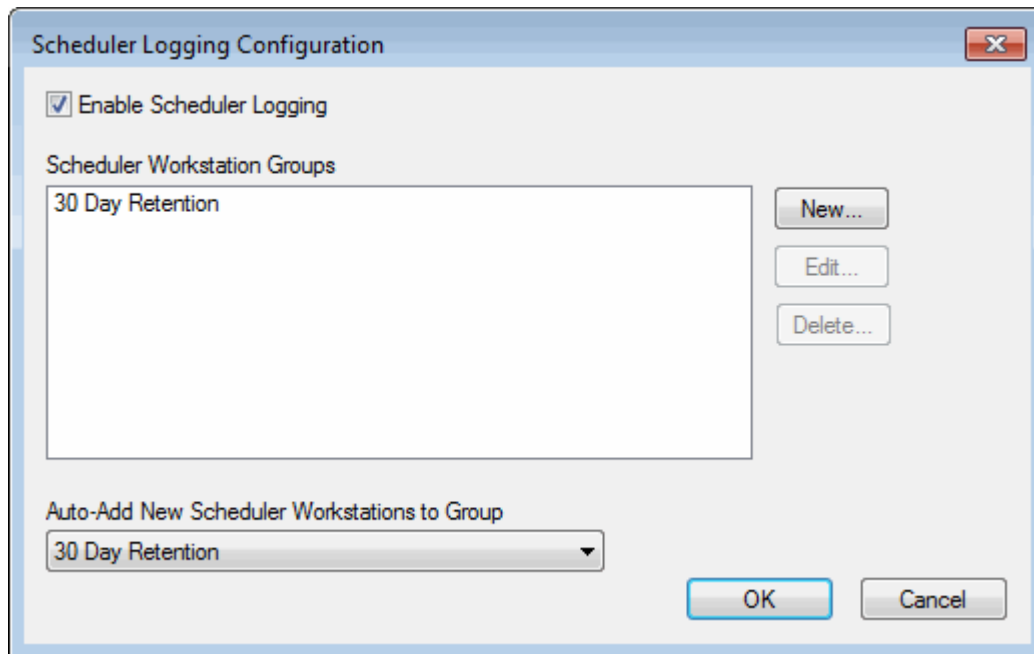 Scheduler Logging Configuration
Enable Scheduler Logging
Scheduler Workstation Groups
30 Day Retention
New...
Edit...
Delete...
Auto-Add New Scheduler Workstations to Group
30 Day Retention
OK
Cancel